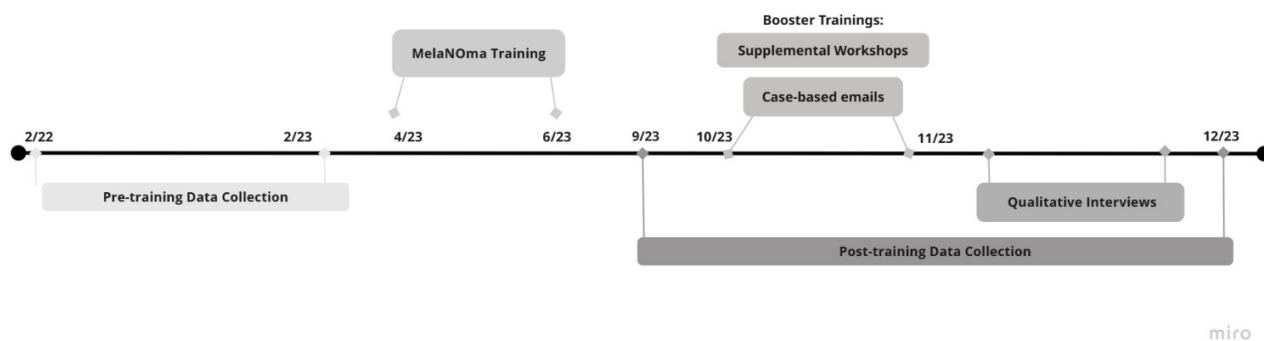 Booster Trainings:
Supplemental Workshops
MelaNOma Training
Case-based emails
2/22
2/23
4/23
6/23
9/23
10/23
11/23
12/23
Pre-training Data Collection
Qualitative Interviews
Post-training Data Collection
miro